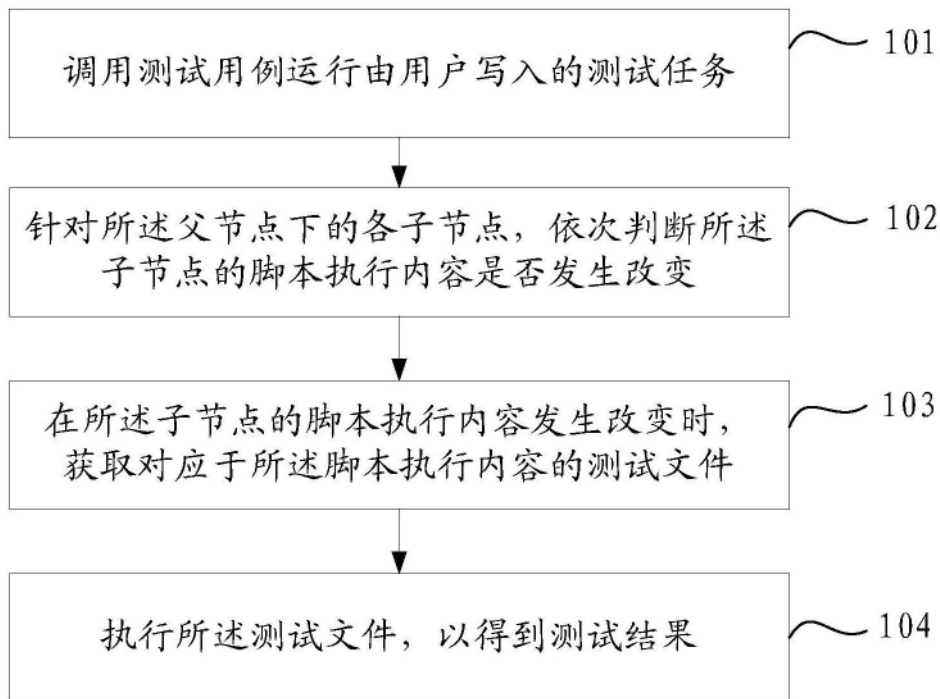 调用测试用例运行由用户写入的测试任务
101
针对所述父节点下的各子节点，依次判断所述
子节点的脚本执行内容是否发生改变
102
在所述子节点的脚本执行内容发生改变时，
获取对应于所述脚本执行内容的测试文件
103
执行所述测试文件，以得到测试结果
104